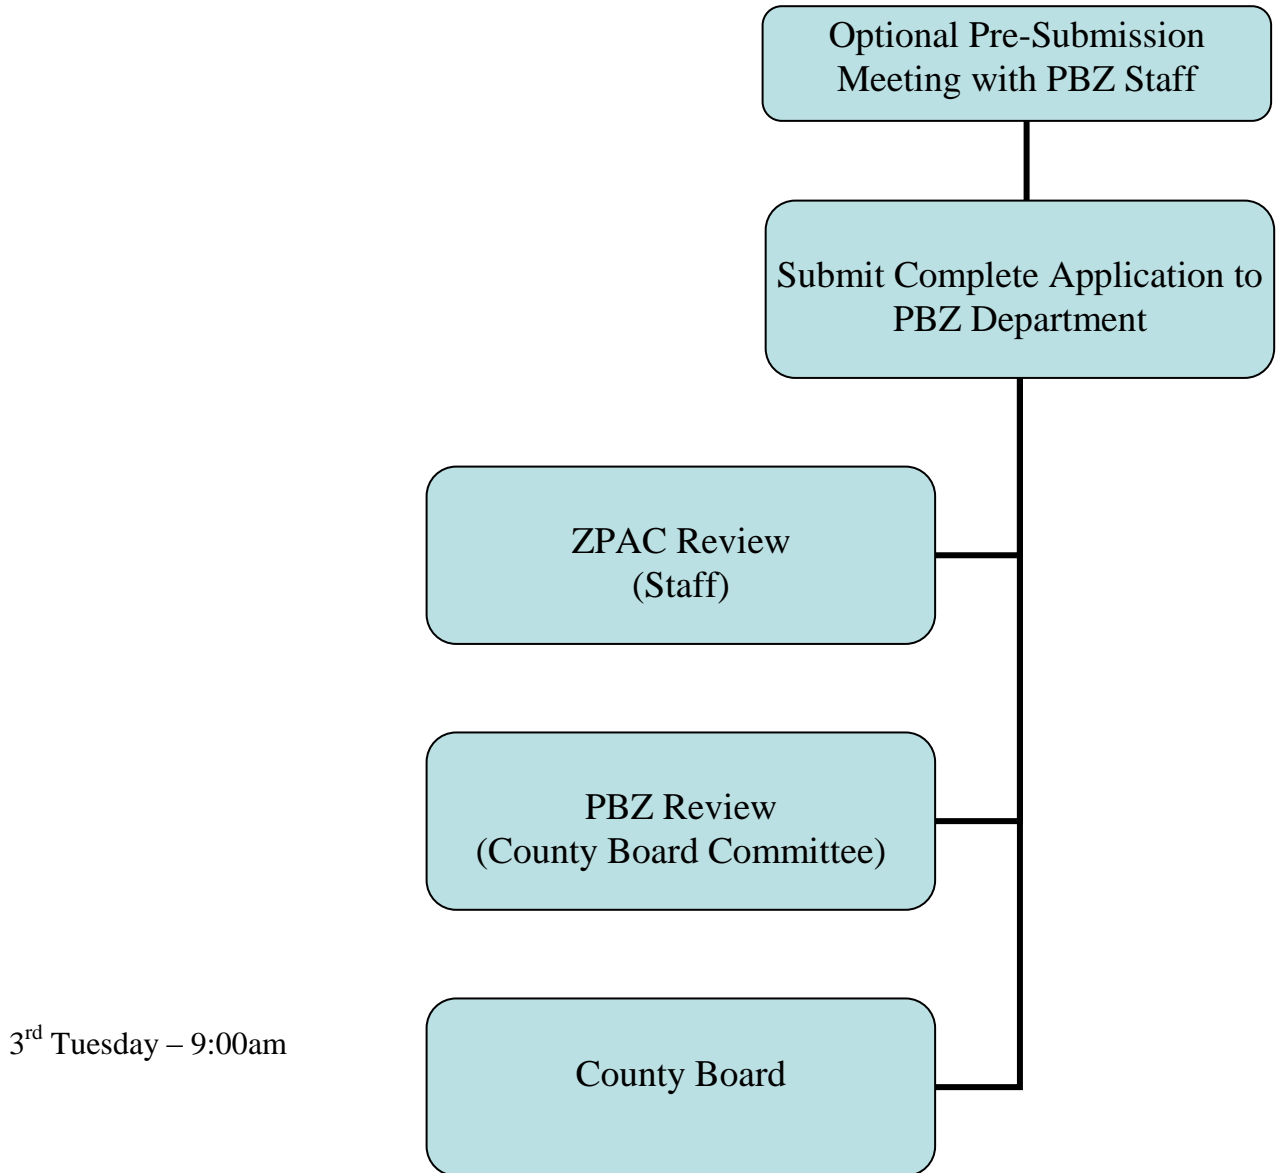 Optional Pre-Submission
Meeting with PBZ Staff
Submit Complete Application to
PBZ Department
ZPAC Review
(Staff)
PBZ Review
(County Board Committee)
3rd Tuesday – 9:00am
County Board